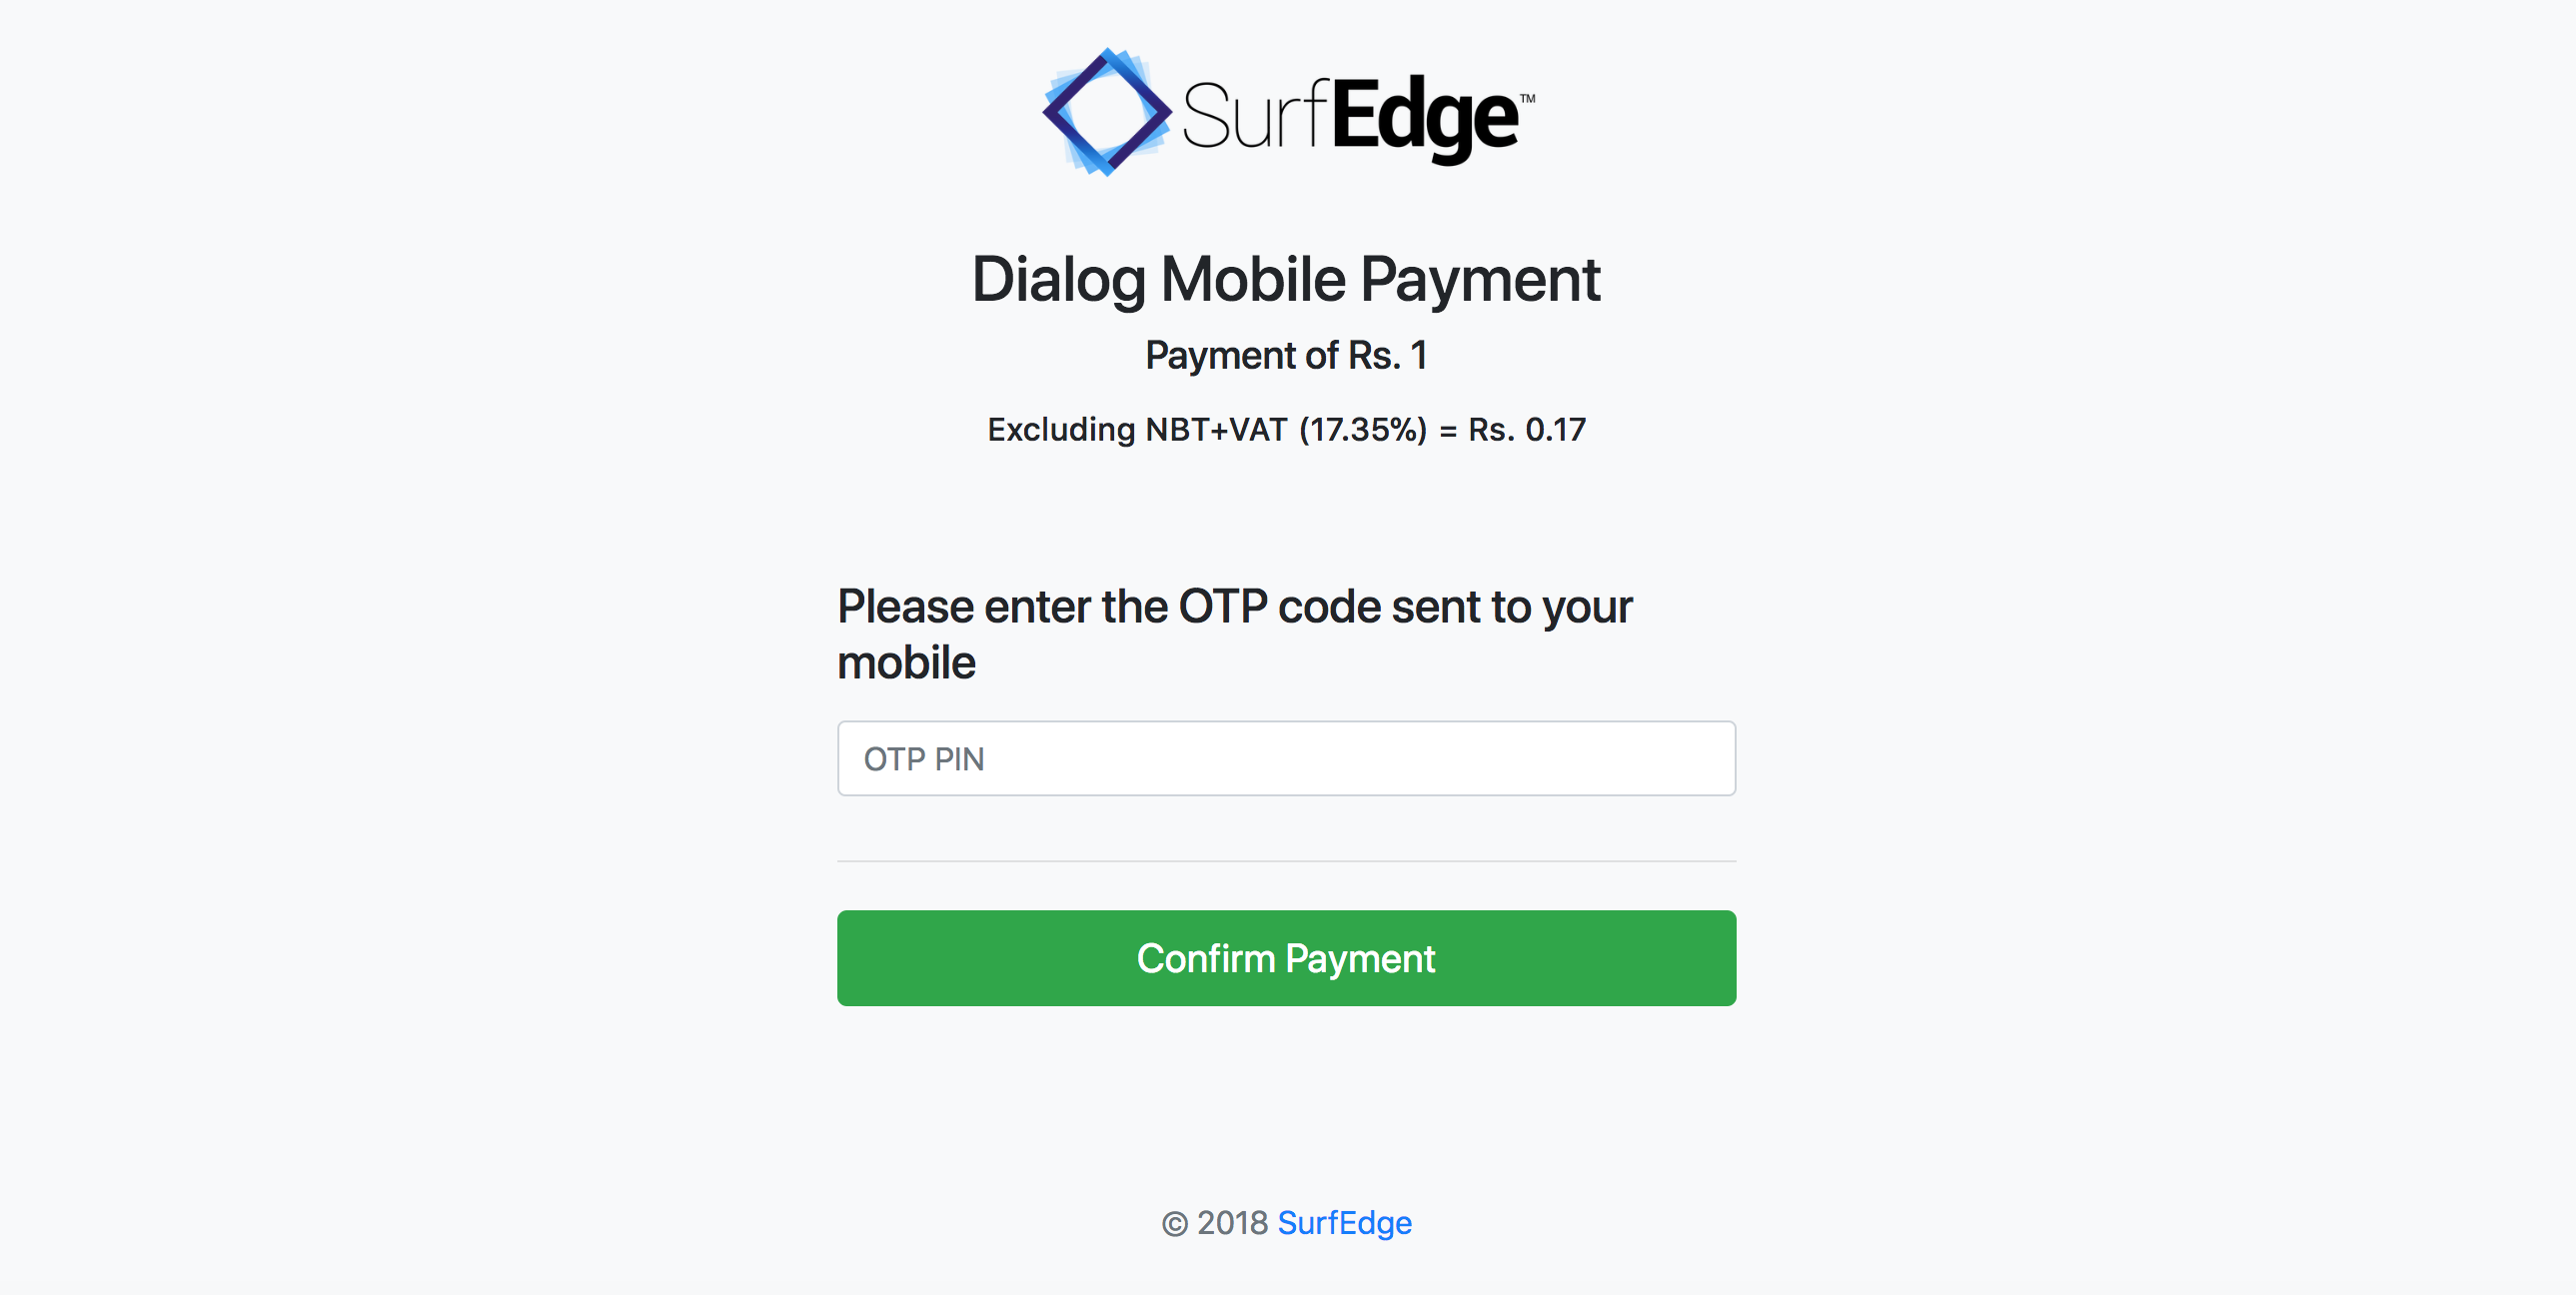 SurfEdge™
Dialog Mobile Payment
Payment of Rs. 1
Excluding NBT+VAT (17.35%) = Rs. 0.17
Please enter the OTP code sent to your
mobile
OTP PIN
Confirm Payment
© 2018 SurfEdge